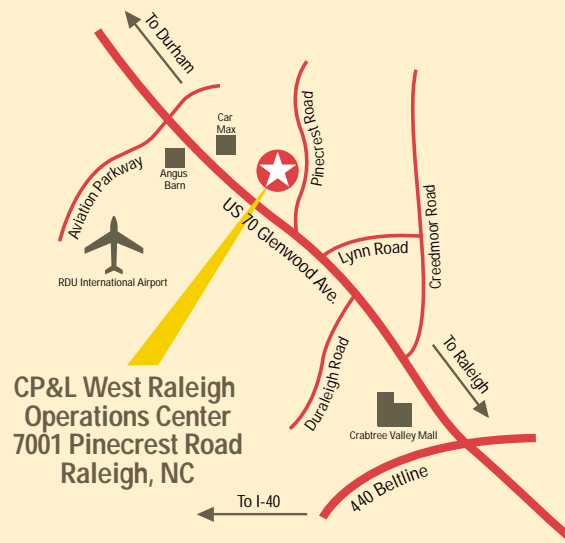 To Durham
Car
Max
Pinecrest Road
Aviation Parkway
Angus
Barn
Creedmoor Road
US 70 Glenwood Ave.
Lynn Road
RDU International Airport
Duraleigh Road
To Raleigh
CP&L West Raleigh
Operations Center
7001 Pinecrest Road
Raleigh, NC
Crabtree Valley Mall
440 Beltline
To I-40